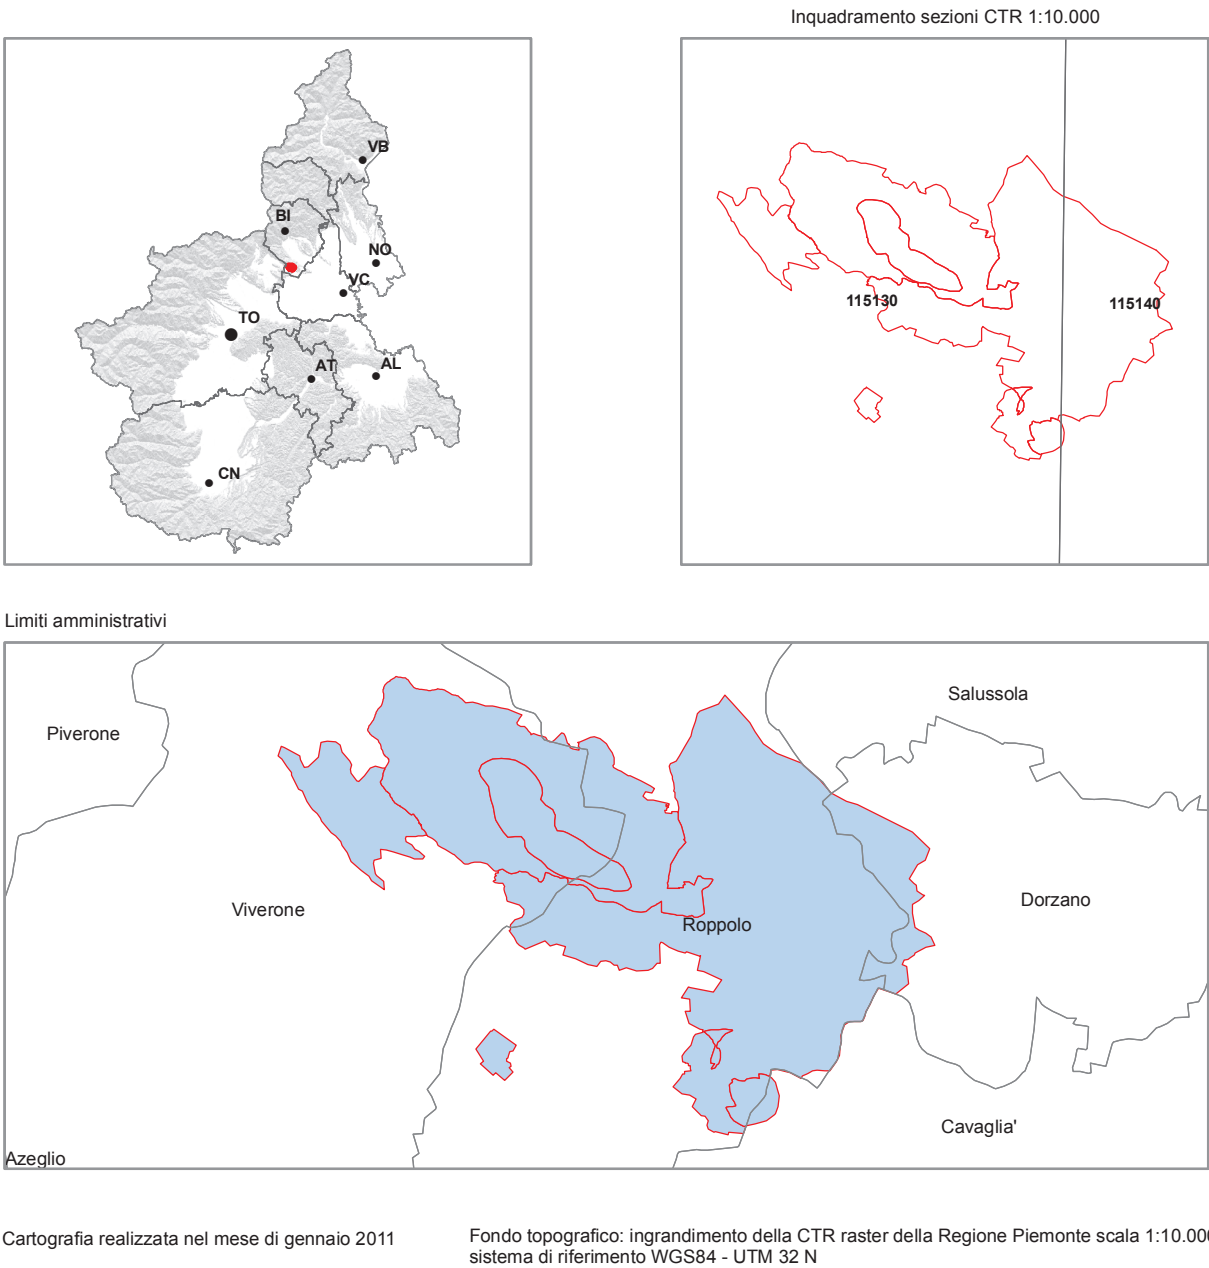 Inquadramento sezioni CTR 1:10.000
VB
BI
NO
VC
TO
AT
AL
CN
115130
115140
Limiti amministrativi
Salussola
Piverone
Dorzano
Viverone
Roppolo
Cavaglia'
Azeglio
Cartografia realizzata nel mese di gennaio 2011
Fondo topografico: ingrandimento della CTR raster della Regione Piemonte scala 1:10.00
sistema di riferimento WGS84 - UTM 32 N